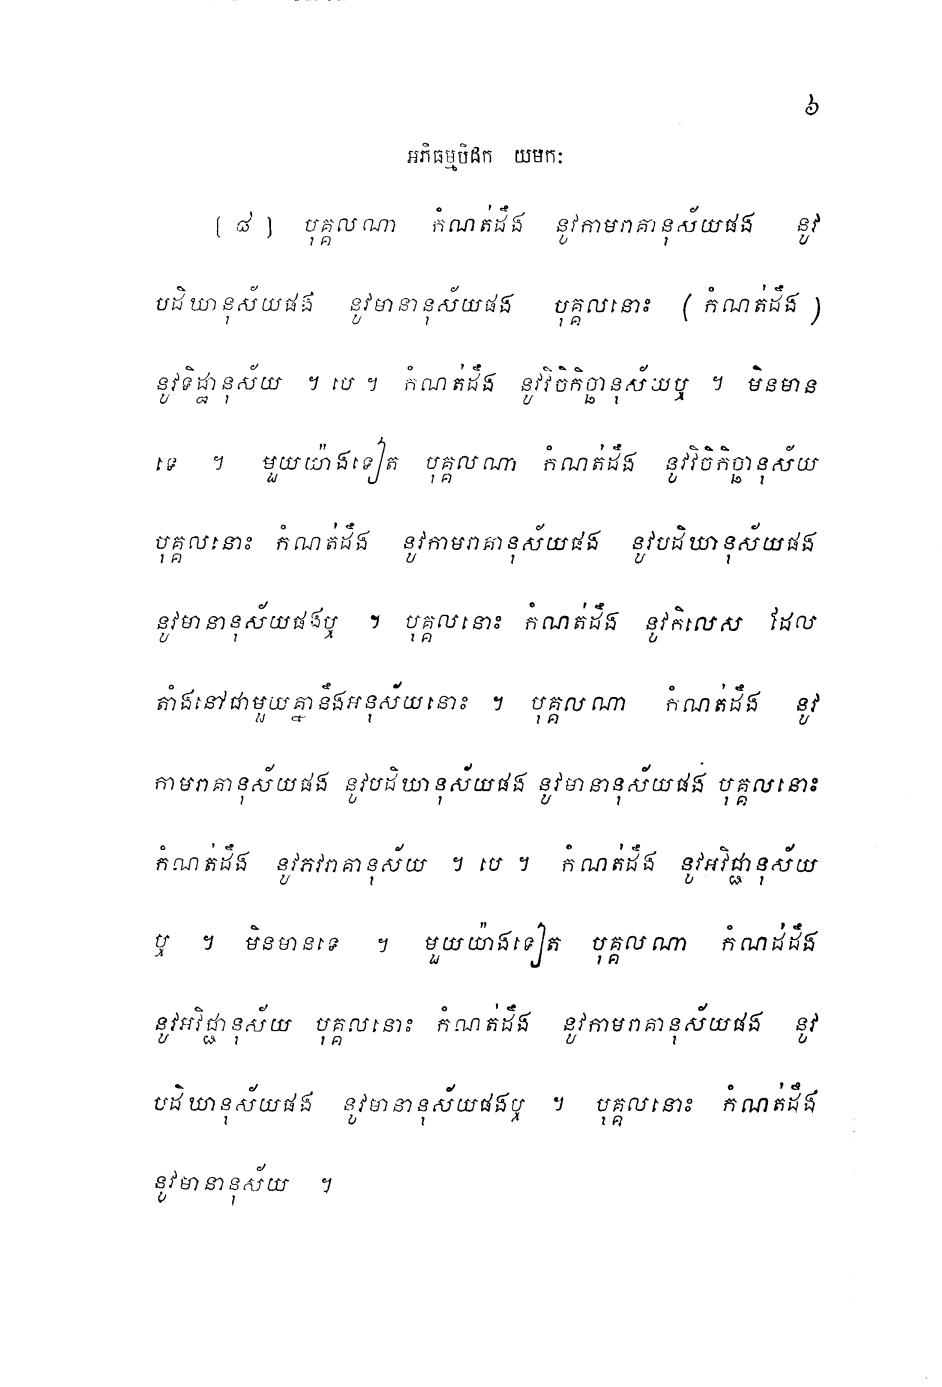 ៦
អភិធម្មបិដក យមកៈ
[ ៨ ] បុគ្គលណា កំណត់ដឹង នូវកាមរាគានុស័យផង នូវ
បដិឃានុស័យផង នូវមានានុស័យផង បុគ្គលនោះ (កំណត់ដឹង)
នូវទិដ្ឋានុស័យ ។ បេ ។ កំណត់ដឹង នូវវិចិកិច្ឆានុស័យឬ ។ មិនមាន
ទេ ។ មួយយ៉ាងទៀត បុគ្គលណា កំណត់ដឹង នូវវិចិកិច្ឆានុស័យ
បុគ្គលនោះ កំណត់ដឹង នូវកាមរាគានុស័យផង នូវបដិឃានុស័យផង
នូវមានានុស័យផងឬ ។ បុគ្គលនោះ កំណត់ដឹង នូវកិលេស ដែល
តាំងនៅជាមួយគ្នានឹងអនុស័យនោះ ។ បុគ្គលណា កំណត់ដឹង នូវ
កាមរាគានុស័យផង នូវបដិឃានុស័យផង នូវមានានុស័យផង បុគ្គលនោះ
កំណត់ដឹង នូវភវរាគានុស័យ ។ បេ ។ កំណត់ដឹង នូវអវិជ្ជានុស័យ
ឬ ។ មិនមានទេ ។ មួយយ៉ាងទៀត បុគ្គលណា កំណដ់ដឹង
នូវអវិជ្ជានុស័យ បុគ្គលនោះ កំណត់ដឹង នូវកាមរាគានុស័យផង នូវ
បដិឃានុស័យផង នូវមានានុស័យផងឬ ។ បុគ្គលនោះ កំណត់ដឹង
នូវមានានុស័យ ។